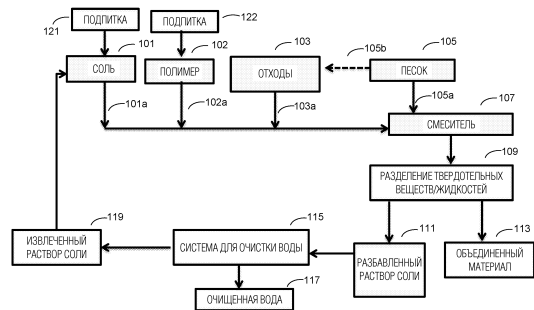 ПОДПИТКА
ПОДПИТКА
122
121
101
102
103
105b
105
СОЛЬ
ПОЛИМЕР
ОТХОДЫ
ПЕСОК
101a
102a
103a
105a
107
СМЕСИТЕЛЬ
109
РАЗДЕЛЕНИЕ ТВЕРДОТЕЛЬНЫХ
ВЕЩЕСТВ/ЖИДКОСТЕЙ
119
115
111
113
ИЗВЛЕЧЕННЫЙ
РАСТВОР СОЛИ
СИСТЕМА ДЛЯ ОЧИСТКИ ВОДЫ
РАЗБАВЛЕННЫЙ
РАСТВОР СОЛИ
ОБЪЕДИНЕННЫЙ
МАТЕРИАЛ
117
ОЧИЩЕННАЯ ВОДА